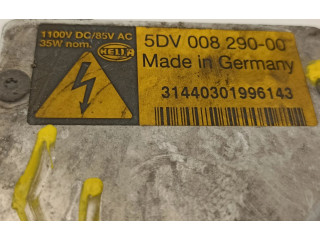 1100V DC/85V AC
35W nom.
HELLA
5DV 008 290-00
Made in Germany
31440301996143